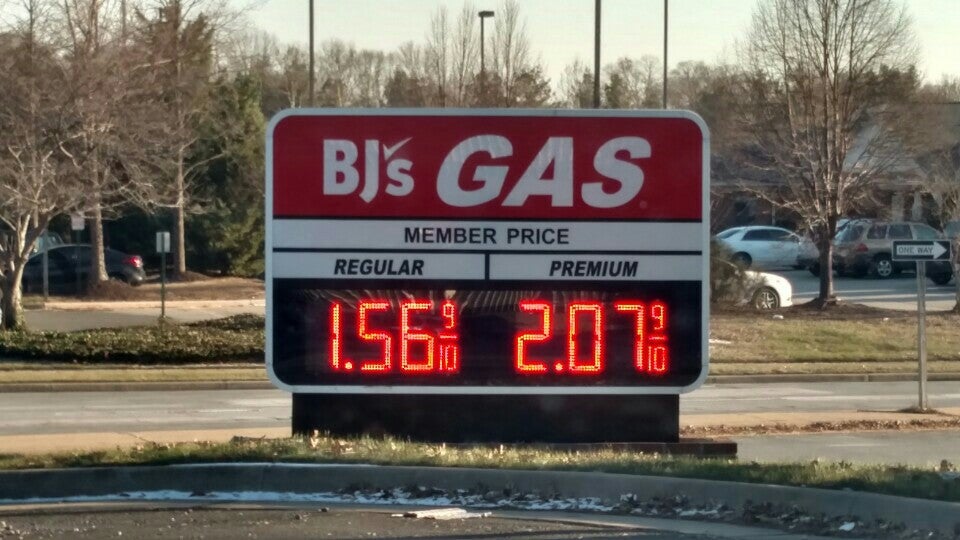 BJ's GAS
MEMBER PRICE
REGULAR PREMIUM
1.56 9/10 2.07 9/10
ONE WAY